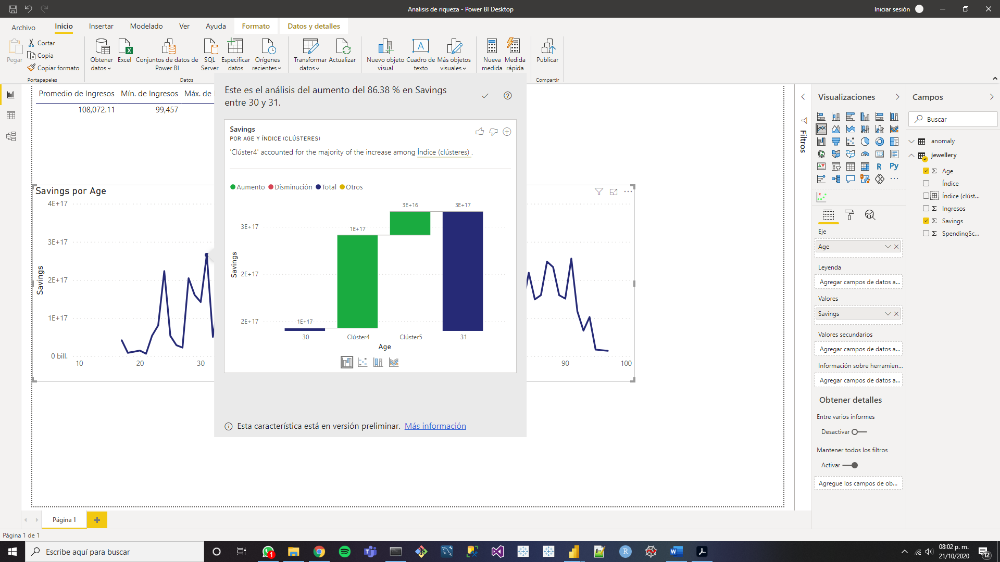 Analisis de riqueza - Power BI Desktop
Iniciar sesión
Archivo
Inicio
Insertar
Modelado
Ver
Ayuda
Formato
Datos y detalles
Pegar
Cortar
Copia
Copiar formato
Portapapeles
Obtener
datos
Excel
Conjuntos de datos de
Power BI
SQL
Server
Especificar
datos
Orígenes
recientes
Datos
Transformar
datos
Actualizar
Nuevo objeto
visual
Cuadro de
texto
Más objetos
visuales
Nueva
medida
Medida
rápida
Publicar
Compartir
Promedio de Ingresos Mín. de Ingresos Máx. de
108,072.11 99,457
Savings por Age
4E+17
3E+17
2E+17
1E+17
0 bill.
Savings
10 20 30 90 100
Este es el análisis del aumento del 86.38 % en Savings
entre 30 y 31.
Savings
POR AGE Y ÍNDICE (CLÚSTERES)
'Clúster4' accounted for the majority of the increase among Índice (clústeres) .
Aumento Disminución Total Otros
3E+16
3E+17
1E+17
1E+17
3E+17
2E+17
2E+17
Savings
30 Clúster4 Clúster5 31
Age
Esta característica está en versión preliminar. Más información
Filtros
Visualizaciones
R
Py
123
Eje
Age
Leyenda
Agregar campos de datos a...
Valores
Savings
Valores secundarios
Agregar campos de datos a...
Información sobre herramien...
Agregar campos de datos a...
Obtener detalles
Entre varios informes
Desactivar
Mantener todos los filtros
Activar
Agregue los campos de ob...
Campos
Buscar
anomaly
jewellery
Age
Índice
Índice (clúst...
Ingresos
Savings
SpendingSc...
Página 1
Página 1 de 1
Escribe aquí para buscar
1
08:02 p. m.
21/10/2020
12